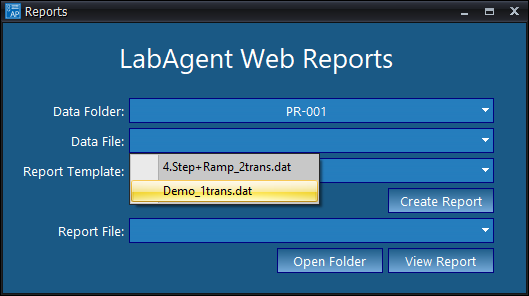 AP
Reports
LabAgent Web Reports
Data Folder: PR-001
Data File:
4.Step+Ramp_2trans.dat
Report Template:
Demo_1trans.dat
Create Report
Report File:
Open Folder View Report